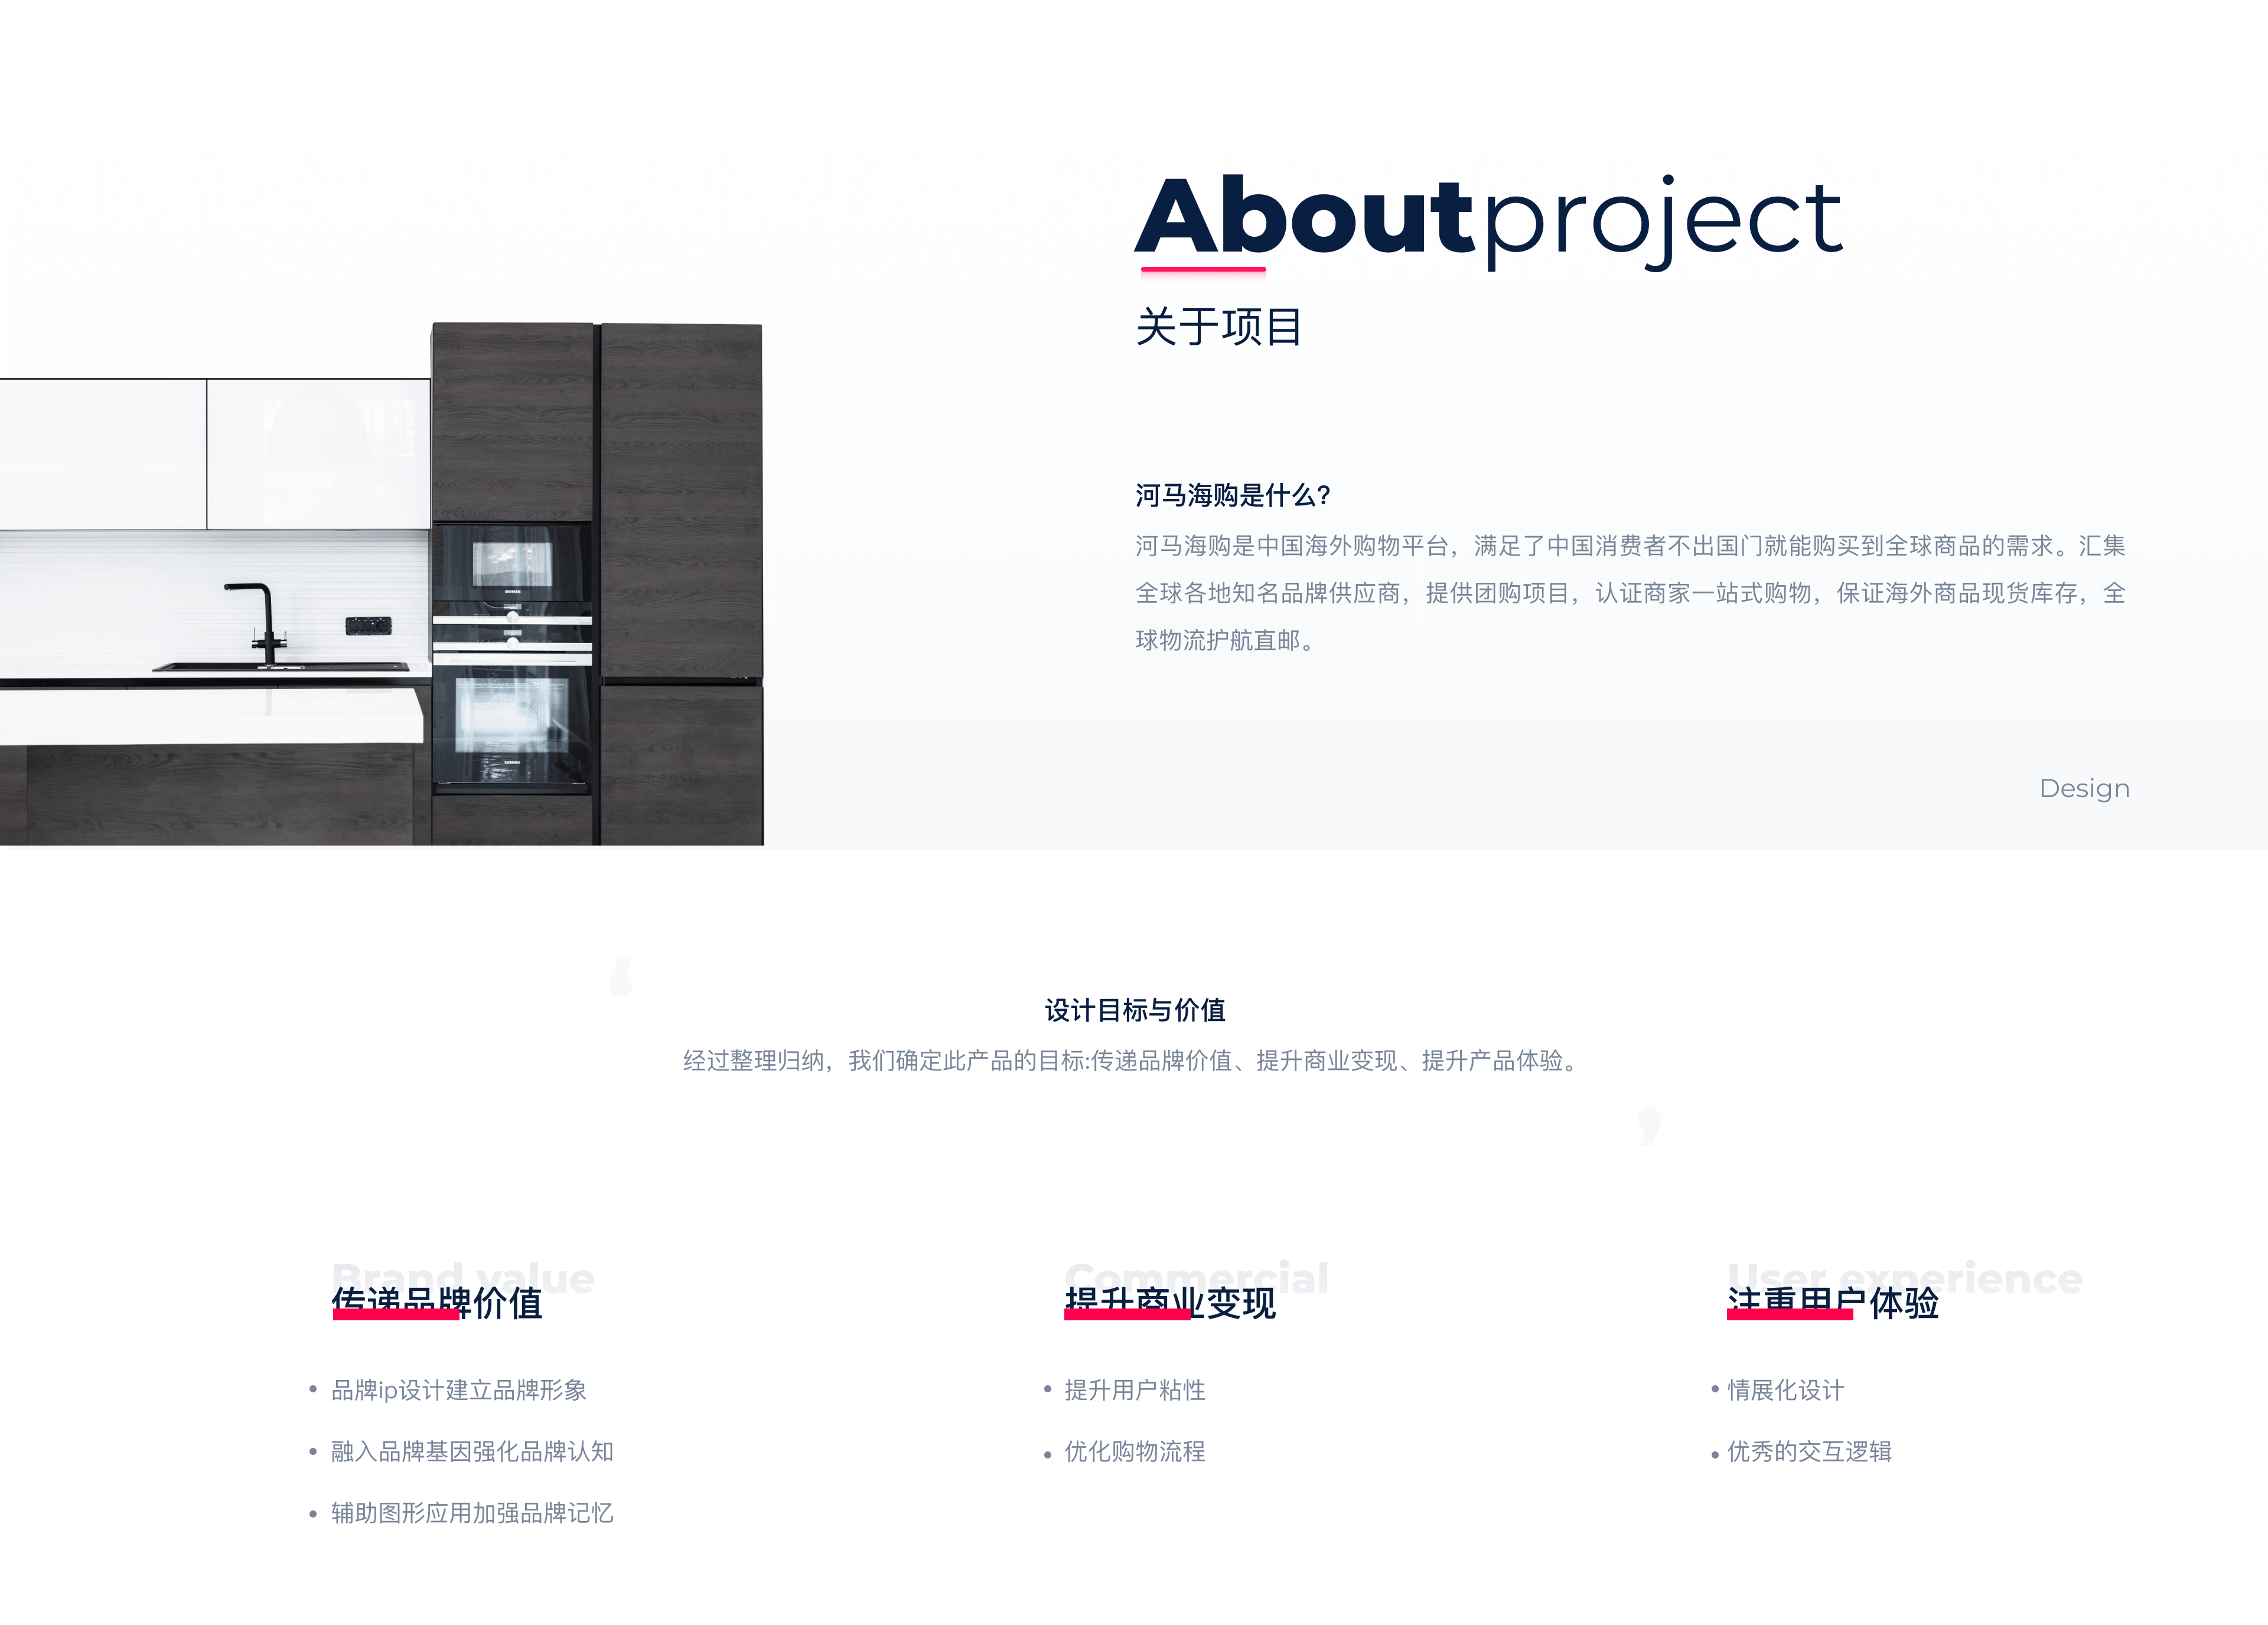 Aboutproject
关于项目
河马海购是什么?
河马海购是中国海外购物平台，满足了中国消费者不出国门就能购买到全球商品的需求。汇集
全球各地知名品牌供应商，提供团购项目，认证商家一站式购物，保证海外商品现货库存，全
球物流护航直邮。
Design
‘
设计目标与价值
经过整理归纳，我们确定此产品的目标:传递品牌价值、提升商业变现、提升产品体验。
’
Brand value
传递品牌价值
品牌ip设计建立品牌形象
融入品牌基因强化品牌认知
辅助图形应用加强品牌记忆
Commercial
提升商业变现
提升用户粘性
优化购物流程
User experience
注重用户体验
情展化设计
优秀的交互逻辑